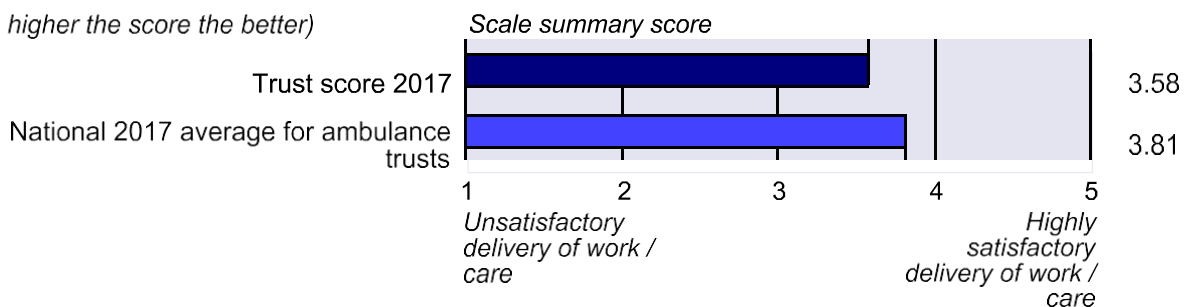 higher the score the better)
Scale summary score
Trust score 2017
3.58
National 2017 average for ambulance
trusts
3.81
1 2 3 4 5
Unsatisfactory
delivery of work /
care
Highly
satisfactory
delivery of work /
care